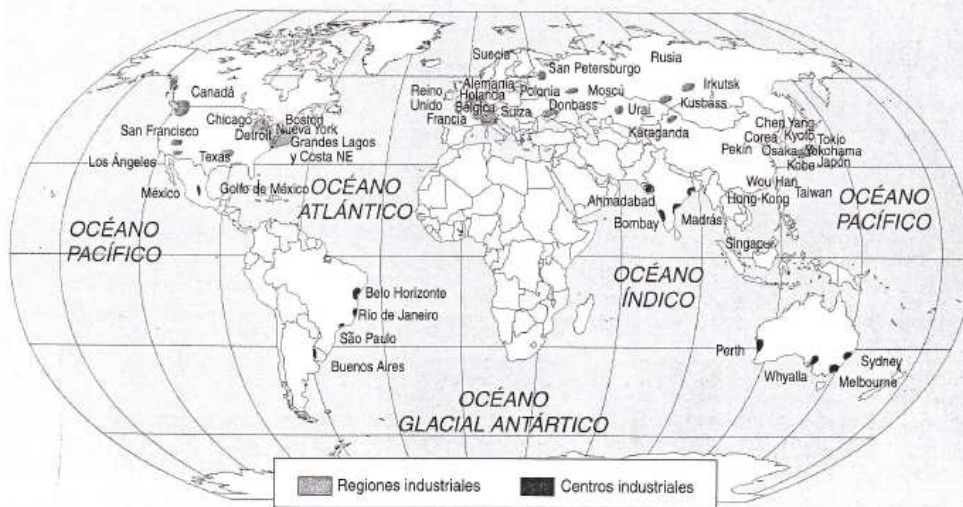 Suecia
Rusia
San Petersburgo
Canadá
Reino
Unido
Alemania
Holanda
Polonia
Moscú
Irkutsk
Bélgica
Suiza
Donbass
Urai
Kusbass
Francia
Chicago
Boston
Detroit
Nueva York
San Francisco
Grandes Lagos
y Costa NE
Karaganda
Chen Yang
Corea
Kyoto
Tokio
Pekín
Osaka
Yokohama
Kobe
Japón
Los Ángeles
Texas
México
Golfo de México
OCÉANO
ATLÁNTICO
Ahmadabad
Wou Han
Taiwan
Hong-Kong
Bombay
Madrás
OCÉANO
PACÍFICO
OCÉANO
PACÍFICO
Singapur
OCÉANO
ÍNDICO
Belo Horizonte
Río de Janeiro
São Paulo
Buenos Aires
Perth
Whyalla
Sydney
Melbourne
OCÉANO
GLACIAL ANTÁRTICO
Regiones industriales
Centros industriales